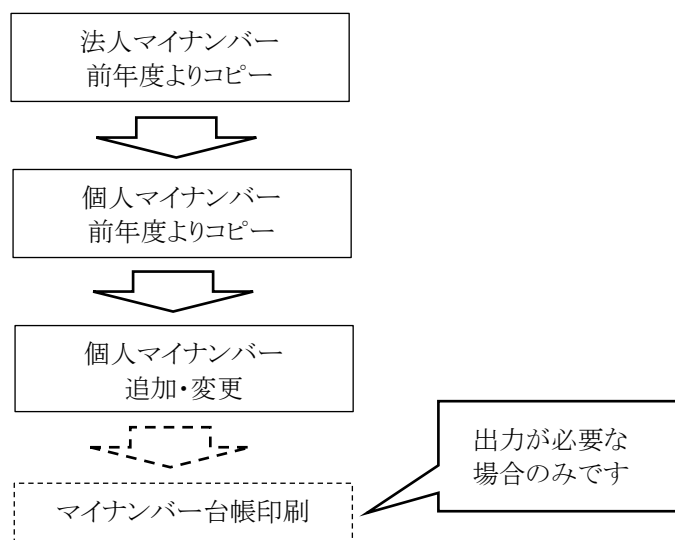 法人マイナンバー
前年度よりコピー
個人マイナンバー
前年度よりコピー
個人マイナンバー
追加・変更
出力が必要な
場合のみです
マイナンバー台帳印刷